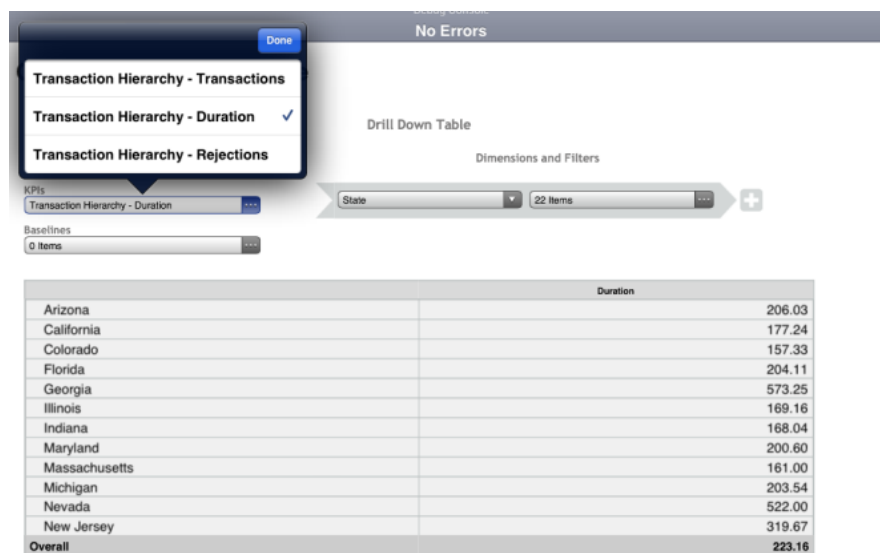 Debug Console
No Errors
Done
Transaction Hierarchy - Transactions
Transaction Hierarchy - Duration
Transaction Hierarchy - Rejections
Drill Down Table
Dimensions and Filters
KPIs
Transaction Hierarchy - Duration
State
22 Items
Baselines
0 Items
Duration
Arizona 206.03
California 177.24
Colorado 157.33
Florida 204.11
Georgia 573.25
Illinois 169.16
Indiana 168.04
Maryland 200.60
Massachusetts 161.00
Michigan 203.54
Nevada 522.00
New Jersey 319.67
Overall 223.16